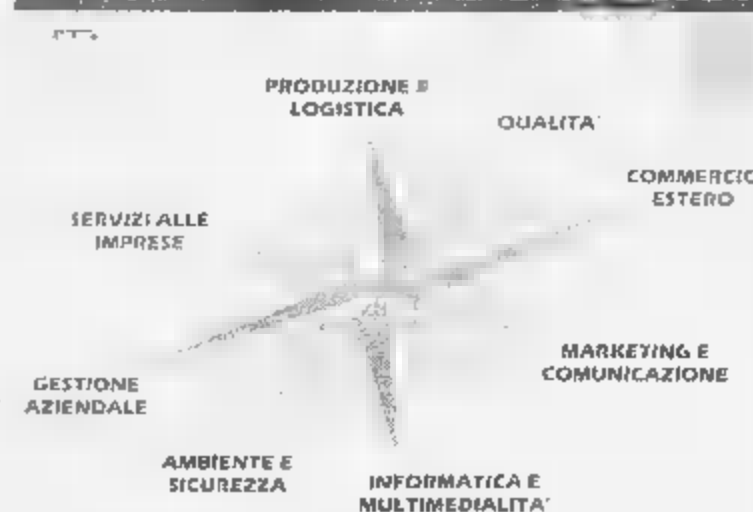 PRODUZIONE E
LOGISTICA
QUALITA'
COMMERCIO
ESTERO
SERVIZI ALLE
IMPRESE
MARKETING E
COMUNICAZIONE
GESTIONE
AZIENDALE
AMBIENTE E
SICUREZZA
INFORMATICA E
MULTIMEDIALITA'